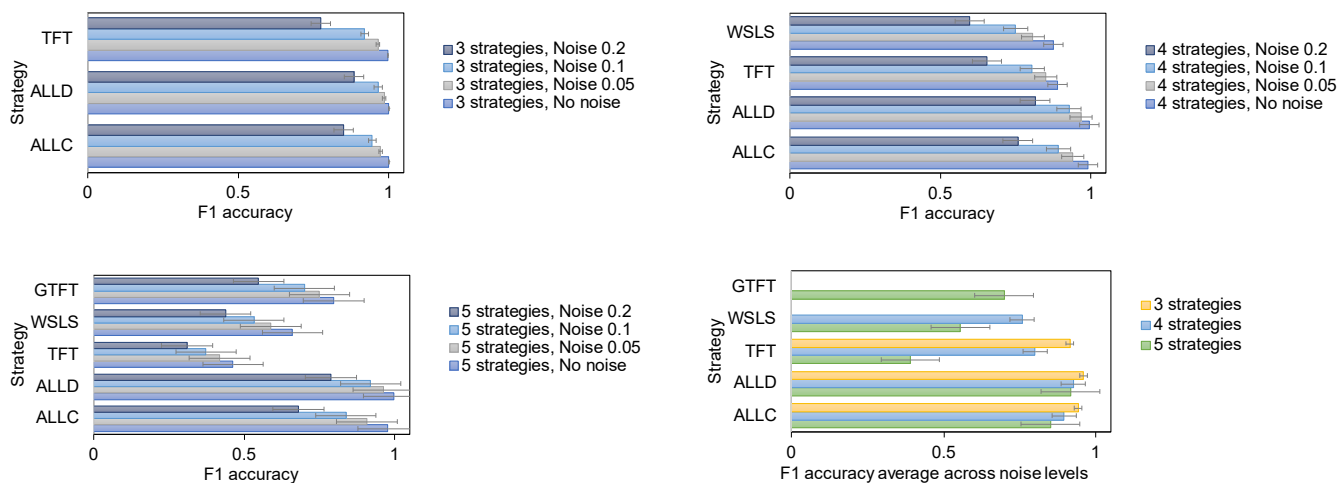 Strategy
TFT
ALLD
ALLC
0
0.5
1
F1 accuracy
3 strategies, Noise 0.2
3 strategies, Noise 0.1
3 strategies, Noise 0.05
3 strategies, No noise
Strategy
WSLS
TFT
ALLD
ALLC
0
0.5
1
F1 accuracy
4 strategies, Noise 0.2
4 strategies, Noise 0.1
4 strategies, Noise 0.05
4 strategies, No noise
Strategy
GTFT
WSLS
TFT
ALLD
ALLC
0
0.5
1
F1 accuracy
5 strategies, Noise 0.2
5 strategies, Noise 0.1
5 strategies, Noise 0.05
5 strategies, No noise
Strategy
GTFT
WSLS
TFT
ALLD
ALLC
0
0.5
1
F1 accuracy average across noise levels
3 strategies
4 strategies
5 strategies